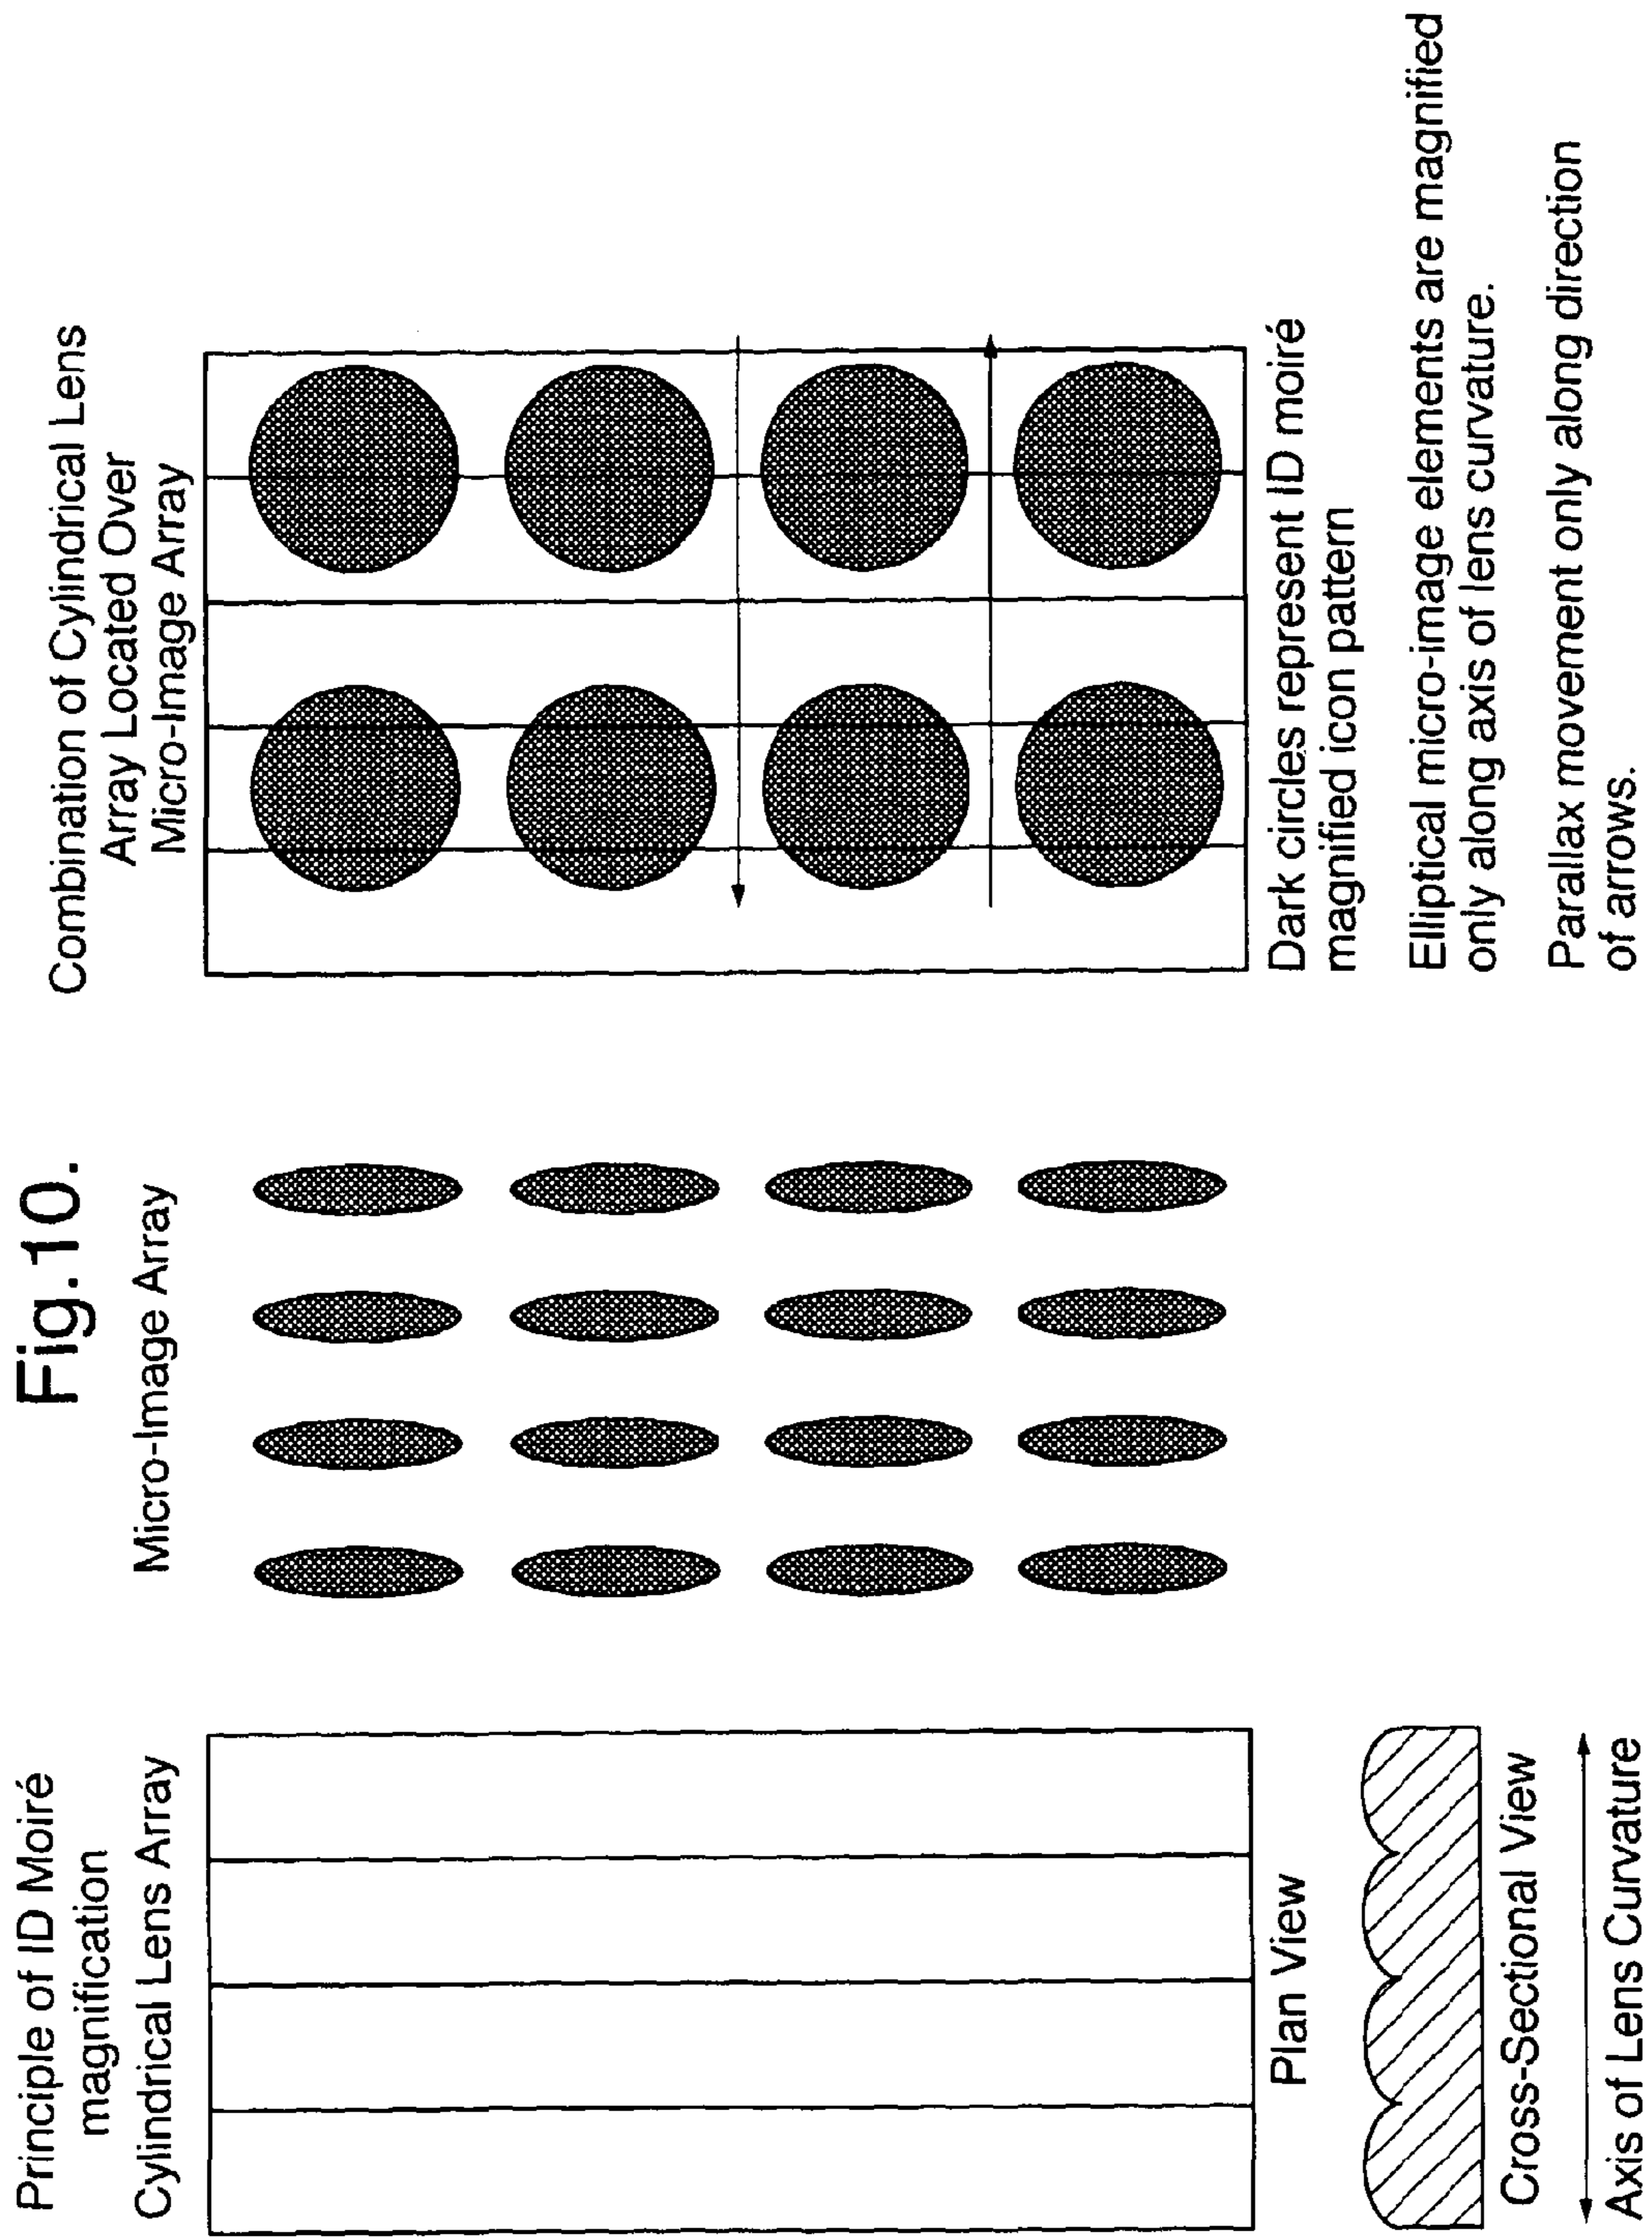 Fig.10.
Principle of ID Moiré
magnification
Cylindrical Lens Array
Plan View
Cross-Sectional View
Axis of Lens Curvature
Micro-Image Array
Combination of Cylindrical Lens
Array Located Over
Micro-Image Array
Dark circles represent ID moiré
magnified icon pattern
Elliptical micro-image elements are magnified
only along axis of lens curvature.
Parallax movement only along direction
of arrows.